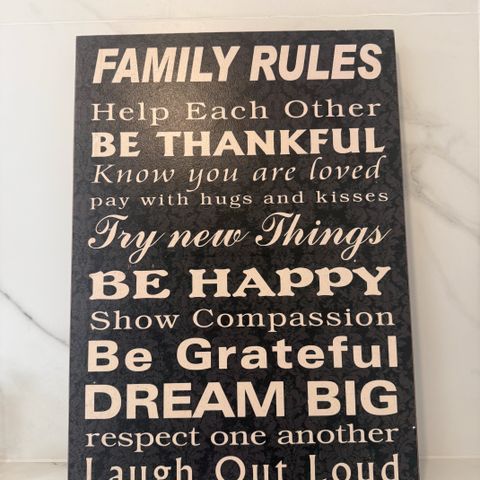 FAMILY RULES
Help Each Other
BE THANKFUL
Know you are loved
pay with hugs and kisses
Try new Things
BE HAPPY
Show Compassion
Be Grateful
DREAM BIG
respect one another
Laugh Out Loud